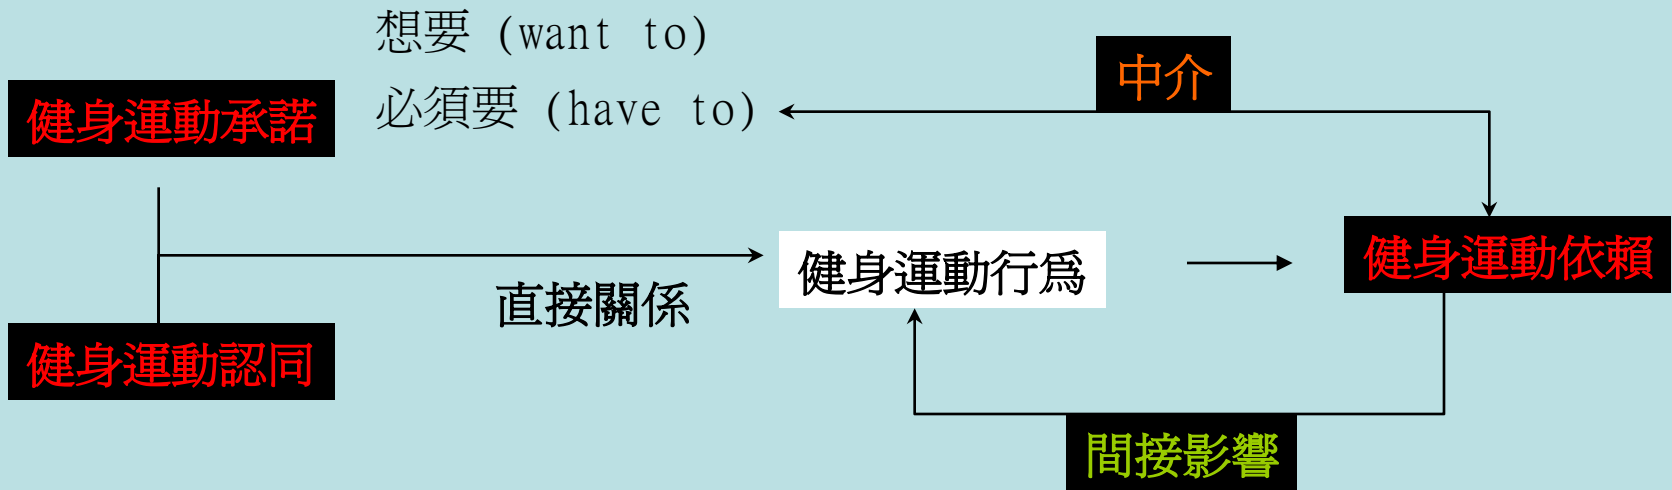 想要 (want to)
中介
健身運動承諾
必須要 (have to)
健身運動行為
健身運動依賴
直接關係
健身運動認同
間接影響